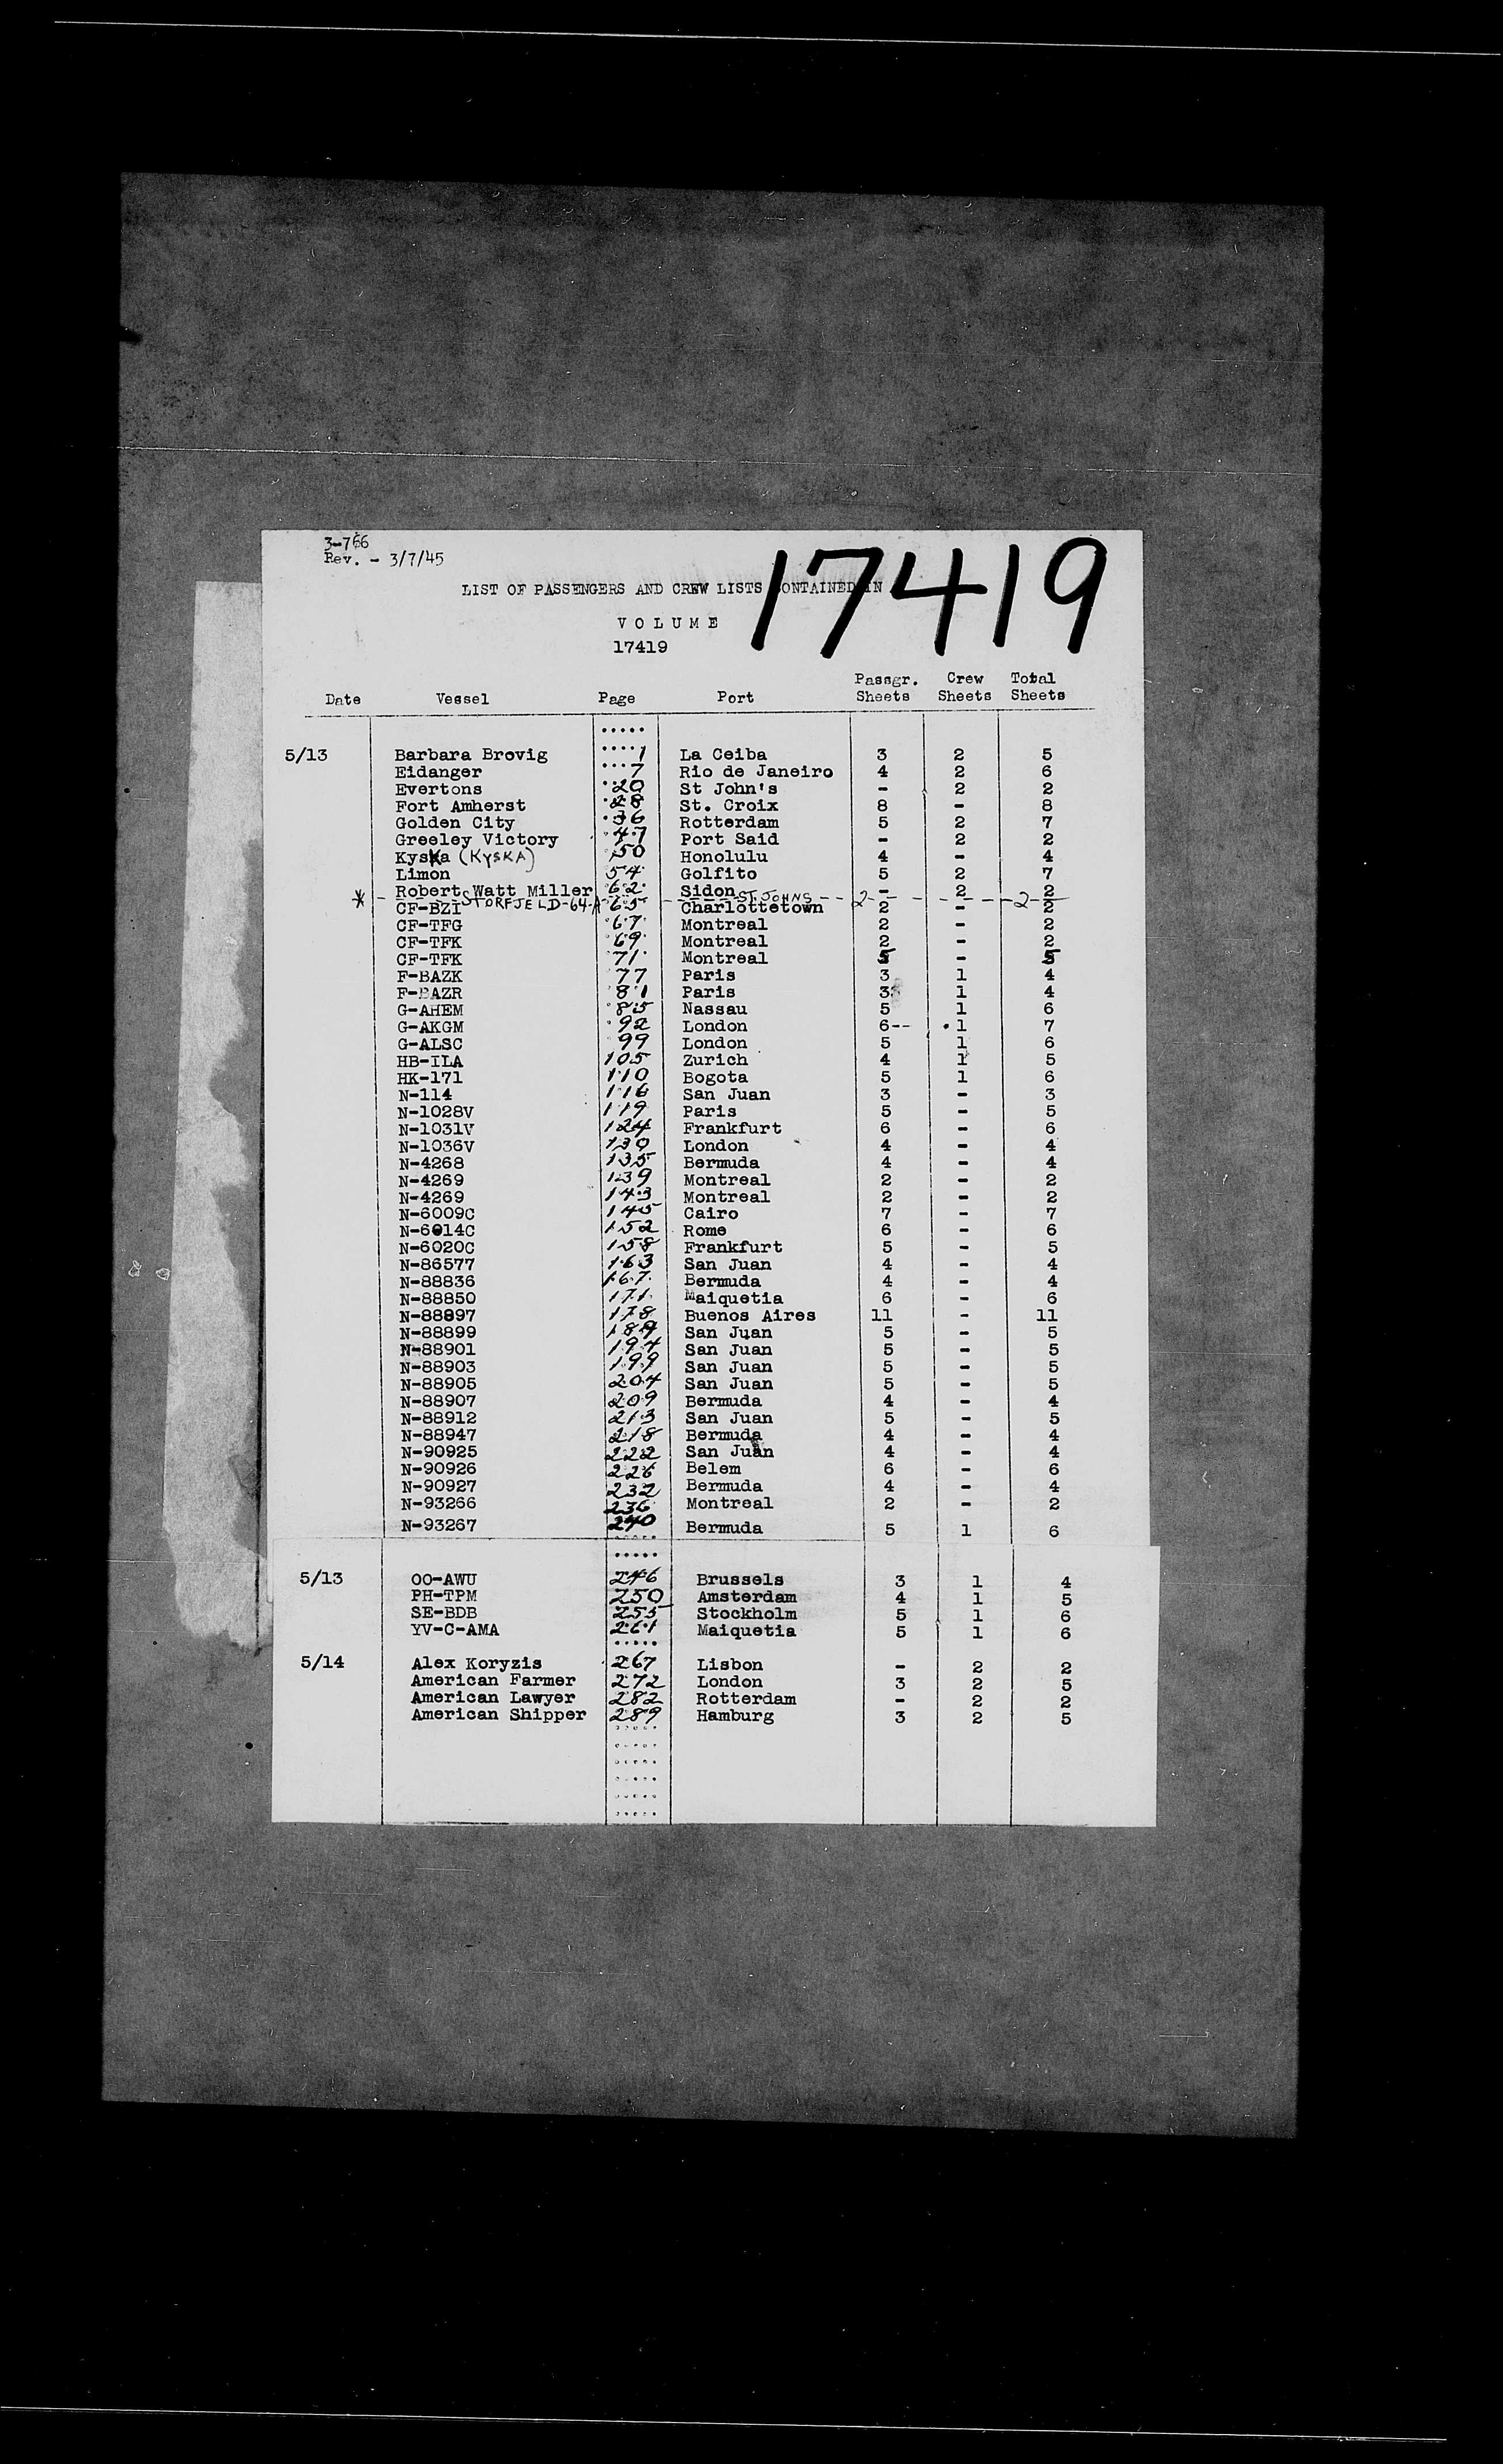 3-766
Rev. - 3/7/45
17419
LIST OF PASSENGERS AND CREW LISTS CONTAINED IN
VOLUME
17419
Date Vessel Page Port Passgr. Sheets Crew Sheets Total Sheets
5/13 Barbara Brovig 1 La Ceiba 3 2 5
Eidanger 7 Rio de Janeiro 4 2 6
Evertons 20 St John's - 2 2
Fort Amherst 28 St. Croix 8 - 8
Golden City 36 Rotterdam 5 2 7
Greeley Victory 47 Port Said - 2 2
Kyska (KYSKA) 50 Honolulu 4 - 4
Limon 54 Golfito 5 2 7
Robert Watt Miller 62 Sidon - 2 2
* STORFJELD-64-A ST. JOHNS 2 - 2
CF-BZI 65 Charlottetown 2 - 2
CF-TFG 67 Montreal 2 - 2
CF-TFK 69 Montreal 2 - 2
CF-TFK 71 Montreal 5 - 5
F-BAZK 77 Paris 3 1 4
F-BAZR 81 Paris 3 1 4
G-AHEM 85 Nassau 5 1 6
G-AKGM 92 London 6-- 1 7
G-ALSC 99 London 5 1 6
HB-ILA 105 Zurich 4 1 5
HK-171 110 Bogota 5 1 6
N-114 116 San Juan 3 - 3
N-1028V 119 Paris 5 - 5
N-1031V 124 Frankfurt 6 - 6
N-1036V 130 London 4 - 4
N-4268 135 Bermuda 4 - 4
N-4269 139 Montreal 2 - 2
N-4269 143 Montreal 2 - 2
N-6009C 145 Cairo 7 - 7
N-6014C 152 Rome 6 - 6
N-6020C 158 Frankfurt 5 - 5
N-86577 163 San Juan 4 - 4
N-88836 167 Bermuda 4 - 4
N-88850 171 Maiquetia 6 - 6
N-88897 178 Buenos Aires 11 - 11
N-88899 189 San Juan 5 - 5
N-88901 194 San Juan 5 - 5
N-88903 199 San Juan 5 - 5
N-88905 204 San Juan 5 - 5
N-88907 209 Bermuda 4 - 4
N-88912 213 San Juan 5 - 5
N-88947 218 Bermuda 4 - 4
N-90925 222 San Juan 4 - 4
N-90926 226 Belem 6 - 6
N-90927 232 Bermuda 4 - 4
N-93266 236 Montreal 2 - 2
N-93267 240 Bermuda 5 1 6
5/13 OO-AWU 246 Brussels 3 1 4
PH-TPM 250 Amsterdam 4 1 5
SE-BDB 255 Stockholm 5 1 6
YV-C-AMA 261 Maiquetia 5 1 6
5/14 Alex Koryzis 267 Lisbon - 2 2
American Farmer 272 London 3 2 5
American Lawyer 282 Rotterdam - 2 2
American Shipper 289 Hamburg 3 2 5